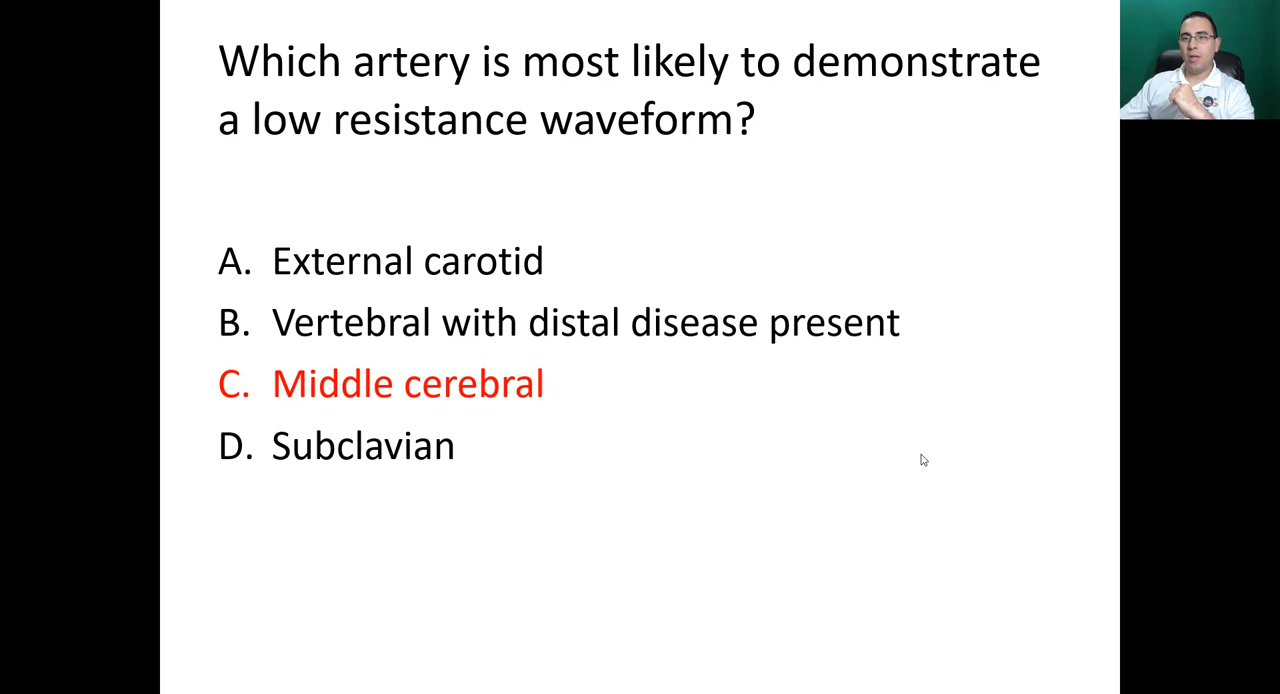 Which artery is most likely to demonstrate
a low resistance waveform?
A. External carotid
B. Vertebral with distal disease present
C. Middle cerebral
D. Subclavian